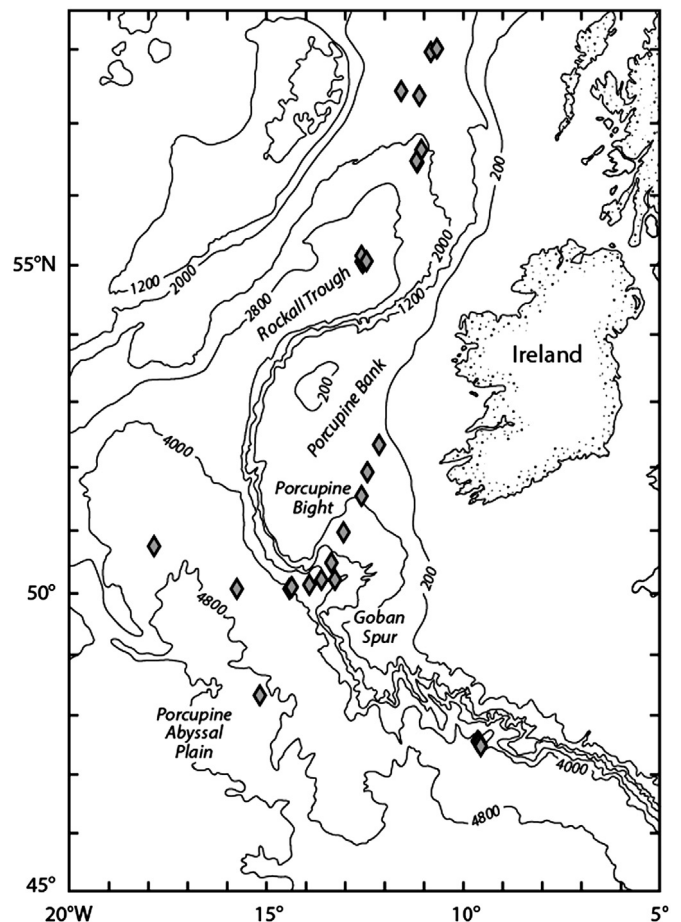 200
55°N
2000
1200
2000
2800
Rockall Trough
1200
Ireland
200
Porcupine Bank
4000
Porcupine
Bight
50°
4800
200
Goban
Spur
Porcupine
Abyssal
Plain
4000
4800
45°
20°W
15°
10°
5°